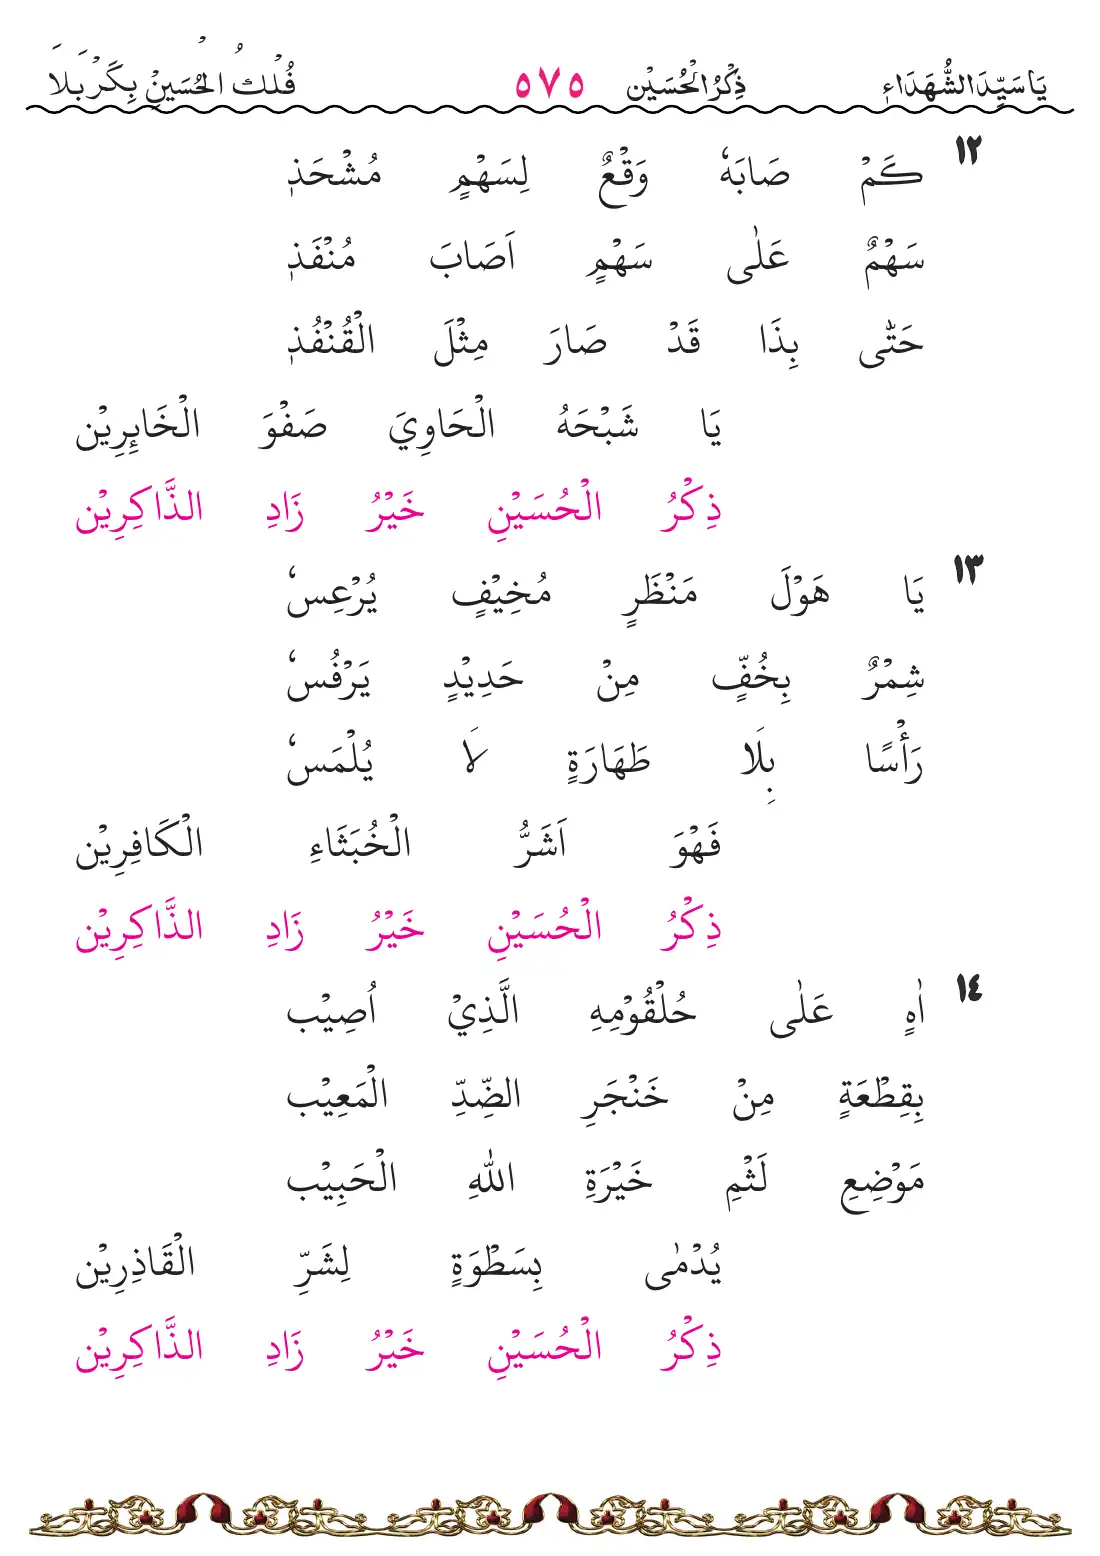 يَا سَيِّدَ الشُّهَدَاءِ ذِكْرُ الْحُسَيْن ٥٧٥ فُلْكُ الْحُسَيْنِ بِكَرْبَلَا
١٢ كَمْ صَابَهٗ وَقْعٌ لِسَهْمٍ مُشْحَذِ
سَهْمٌ عَلٰى سَهْمٍ اَصَابَ مُنْفَذِ
حَتّٰى بِذَا قَدْ صَارَ مِثْلَ الْقُنْفُذِ
يَا شَبْحَهُ الْحَاوِيَ صَفْوَ الْخَايِرِيْن
ذِكْرُ الْحُسَيْنِ خَيْرُ زَادِ الذَّاكِرِيْن
١٣ يَا هَوْلَ مَنْظَرٍ مُخِيْفٍ يُرْعِسٗ
شِمْرٌ بِخُفٍّ مِنْ حَدِيْدٍ يَرْفُسٗ
رَأْسًا بِلَا طَهَارَةٍ لَا يُلْمَسٗ
فَهْوَ اَشَرُّ الْخُبَثَاءِ الْكَافِرِيْن
ذِكْرُ الْحُسَيْنِ خَيْرُ زَادِ الذَّاكِرِيْن
١٤ اٰهٍ عَلٰى حُلْقُوْمِهِ الَّذِيْ اُصِيْب
بِقِطْعَةٍ مِنْ خَنْجَرِ الضِّدِّ الْمَعِيْب
مَوْضِعِ لَثْمِ خَيْرَةِ اللهِ الْحَبِيْب
يُدْمٰى بِسَطْوَةٍ لِشَرِّ الْقَاذِرِيْن
ذِكْرُ الْحُسَيْنِ خَيْرُ زَادِ الذَّاكِرِيْن